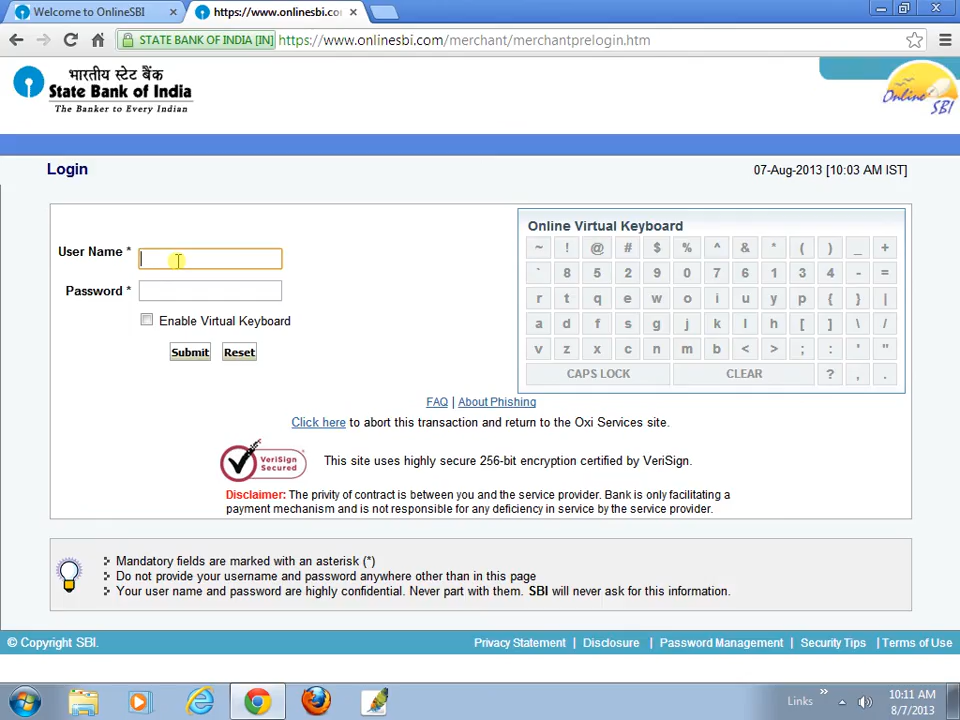 Welcome to OnlineSBI
https://www.onlinesbi.co
STATE BANK OF INDIA [IN] https://www.onlinesbi.com/merchant/merchantprelogin.htm
भारतीय स्टेट बैंक
State Bank of India
The Banker to Every Indian
Online SBI
Login
07-Aug-2013 [10:03 AM IST]
User Name *
Password *
Enable Virtual Keyboard
Submit Reset
Online Virtual Keyboard
~ ! @ # $ % ^ & * ( ) _ +
` 8 5 2 9 0 7 6 1 3 4 - =
r t q e w o i u y p { } |
a d f s g j k l h [ ] \ /
v z x c n m b < > ; : ' "
CAPS LOCK CLEAR ? , .
FAQ | About Phishing
Click here to abort this transaction and return to the Oxi Services site.
VeriSign
Secured
This site uses highly secure 256-bit encryption certified by VeriSign.
Disclaimer: The privity of contract is between you and the service provider. Bank is only facilitating a
payment mechanism and is not responsible for any deficiency in service by the service provider.
Mandatory fields are marked with an asterisk (*)
Do not provide your username and password anywhere other than in this page
Your user name and password are highly confidential. Never part with them. SBI will never ask for this information.
© Copyright SBI.
Privacy Statement | Disclosure | Password Management | Security Tips | Terms of Use
Links
10:11 AM
8/7/2013